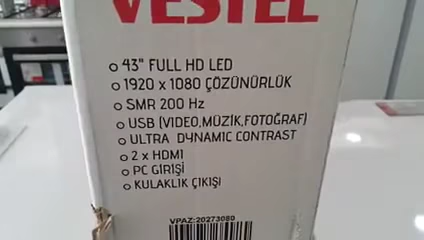 VESTEL
43" FULL HD LED
1920 x 1080 ÇÖZÜNÜRLÜK
SMR 200 Hz
USB (VIDEO,MÜZİK,FOTOĞRAF)
ULTRA DYNAMIC CONTRAST
2 x HDMI
PC GİRİŞİ
KULAKLIK ÇIKIŞI
VPAZ:20273080